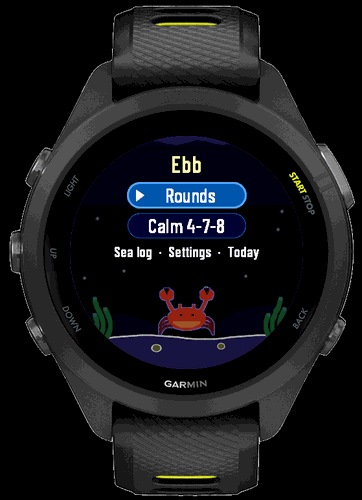 Ebb
Rounds
Calm 4-7-8
Sea log · Settings · Today
LIGHT
UP
DOWN
START STOP
BACK
GARMIN